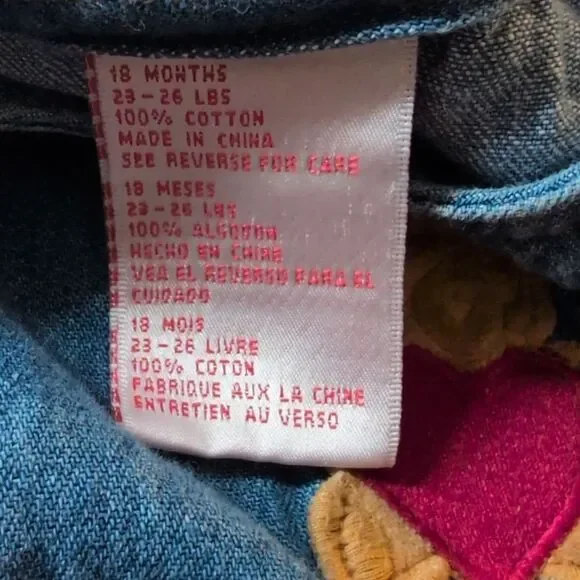 18 MONTHS
23-26 LBS
100% COTTON
MADE IN CHINA
SEE REVERSE FOR CARE
18 MESES
23-26 LBS
100% ALGODON
HECHO EN CHINA
VEA EL REVERSO PARA EL
CUIDADO
18 MOIS
23-26 LIVRE
100% COTON
FABRIQUE AUX LA CHINE
ENTRETIEN AU VERSO